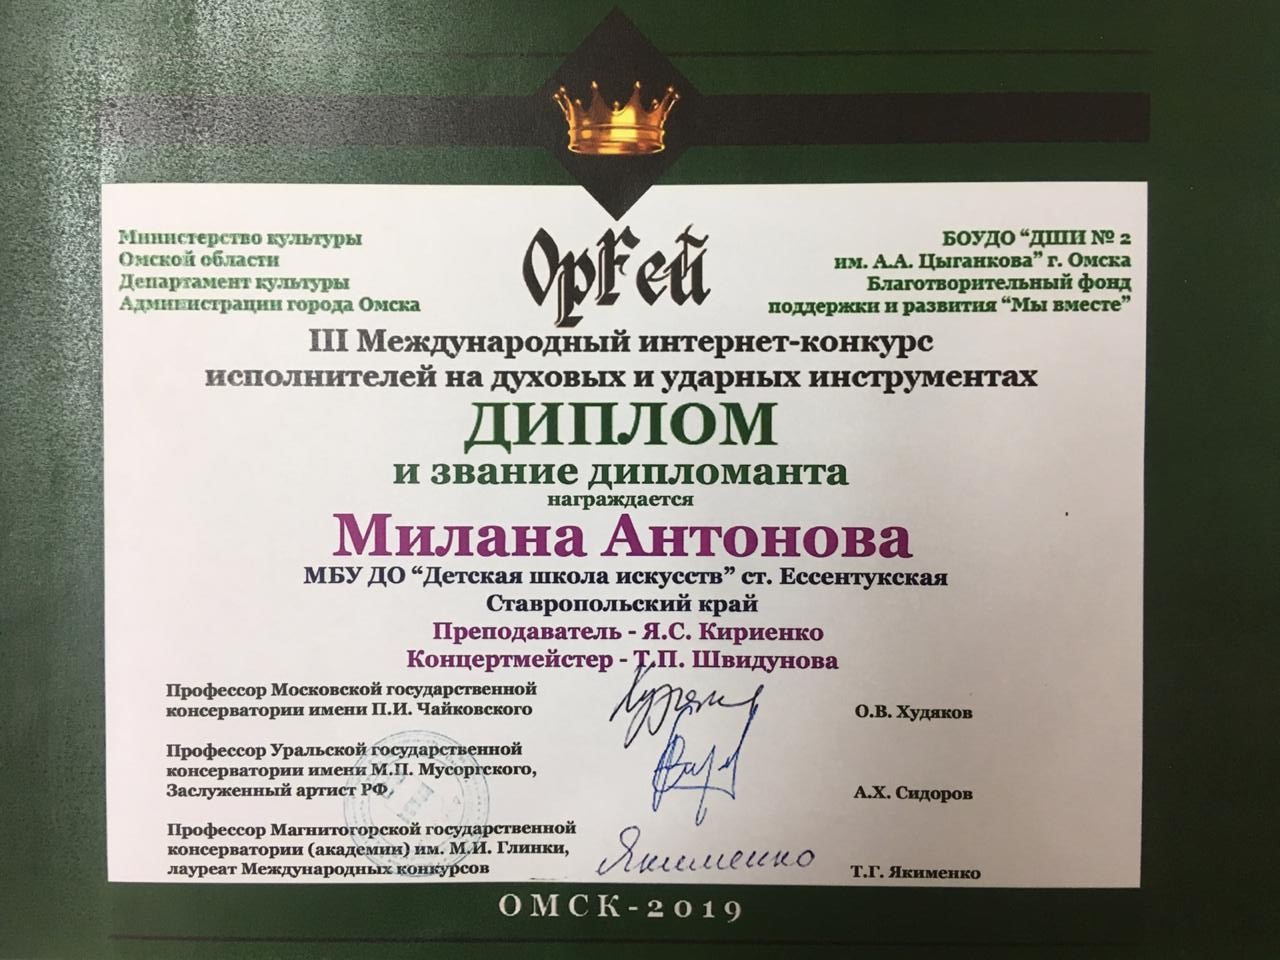 Министерство культуры
Омской области
Департамент культуры
Администрации города Омска
ОрFей
БОУДО “ДШИ № 2
им. А.А. Цыганкова” г. Омска
Благотворительный фонд
поддержки и развития “Мы вместе”
III Международный интернет-конкурс
исполнителей на духовых и ударных инструментах
ДИПЛОМ
и звание дипломанта
награждается
Милана Антонова
МБУ ДО “Детская школа искусств” ст. Ессентукская
Ставропольский край
Преподаватель - Я.С. Кириенко
Концертмейстер - Т.П. Швидунова
Профессор Московской государственной
консерватории имени П.И. Чайковского
О.В. Худяков
Профессор Уральской государственной
консерватории имени М.П. Мусоргского,
Заслуженный артист РФ
А.Х. Сидоров
Профессор Магнитогорской государственной
консерватории (академии) им. М.И. Глинки,
лауреат Международных конкурсов
Якименко
Т.Г. Якименко
ОМСК-2019